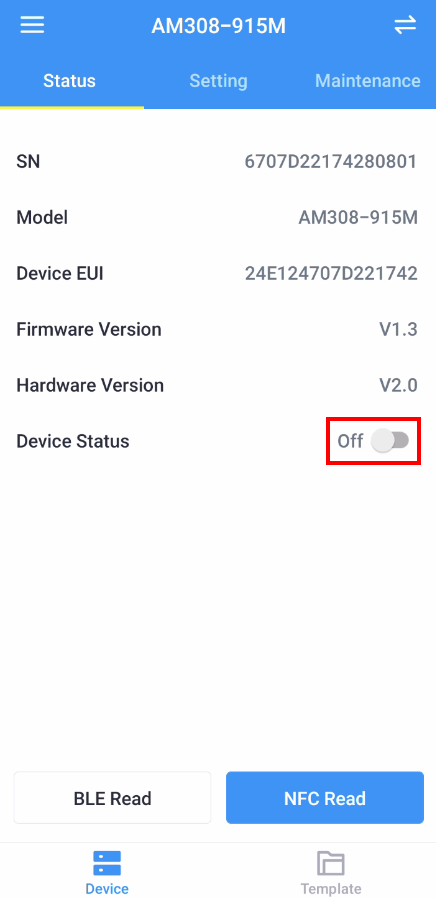 AM308-915M
Status Setting Maintenance
SN 6707D22174280801
Model AM308-915M
Device EUI 24E124707D221742
Firmware Version V1.3
Hardware Version V2.0
Device Status Off
BLE Read NFC Read
Device Template